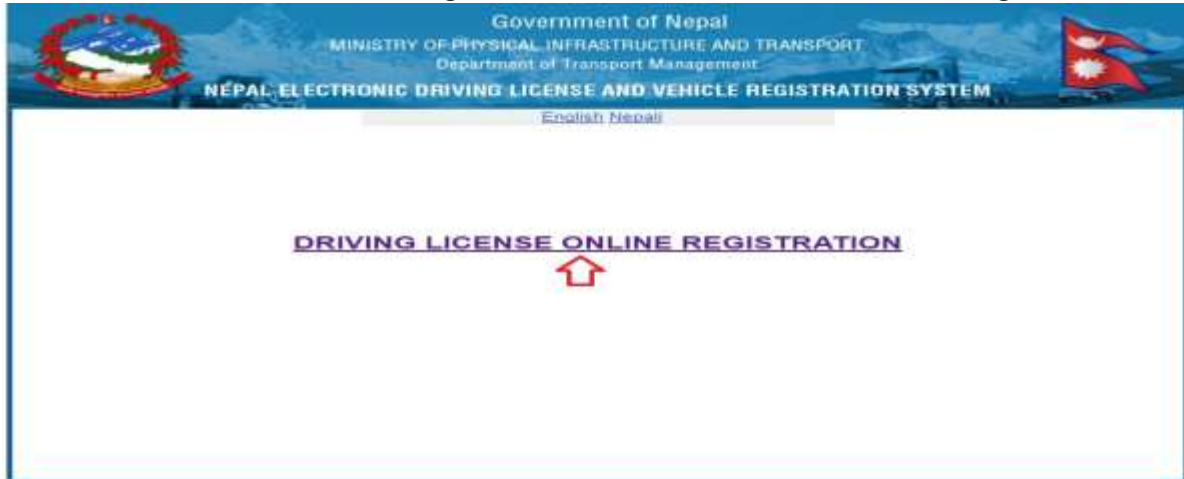 Government of Nepal
MINISTRY OF PHYSICAL INFRASTRUCTURE AND TRANSPORT
Department of Transport Management
NEPAL ELECTRONIC DRIVING LICENSE AND VEHICLE REGISTRATION SYSTEM
English Nepali
DRIVING LICENSE ONLINE REGISTRATION